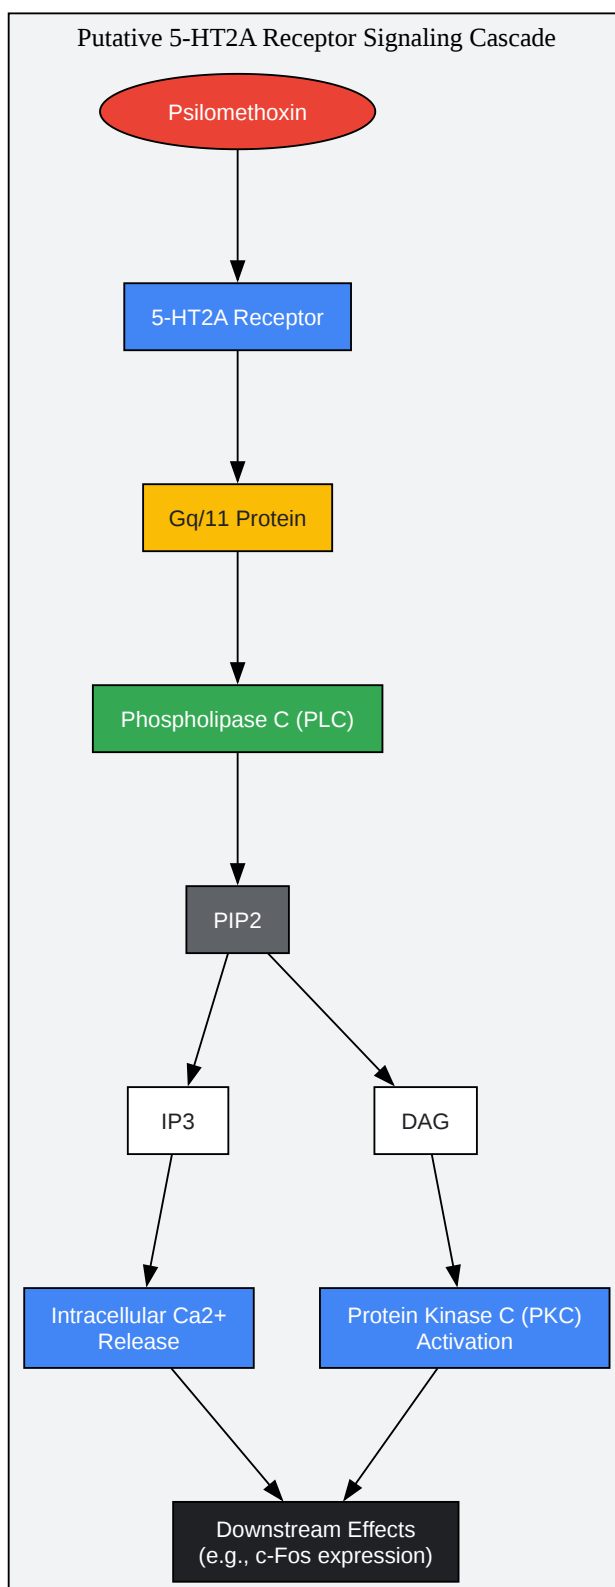 Putative 5-HT2A Receptor Signaling Cascade
Psilomethoxin
5-HT2A Receptor
Gq/11 Protein
Phospholipase C (PLC)
PIP2
IP3
DAG
Intracellular Ca2+
Release
Protein Kinase C (PKC)
Activation
Downstream Effects
(e.g., c-Fos expression)